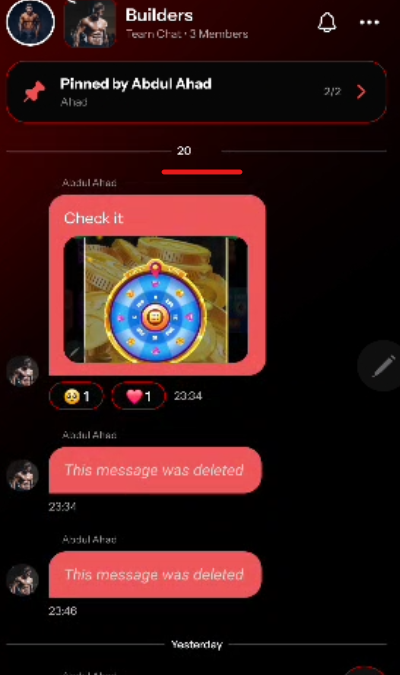 Builders
Team Chat • 3 Members
Pinned by Abdul Ahad
Ahad
2/2
20
Abdul Ahad
Check it
🥺 1
❤️ 1
23:34
Abdul Ahad
This message was deleted
23:34
Abdul Ahad
This message was deleted
23:46
Yesterday
Abdul Ahad